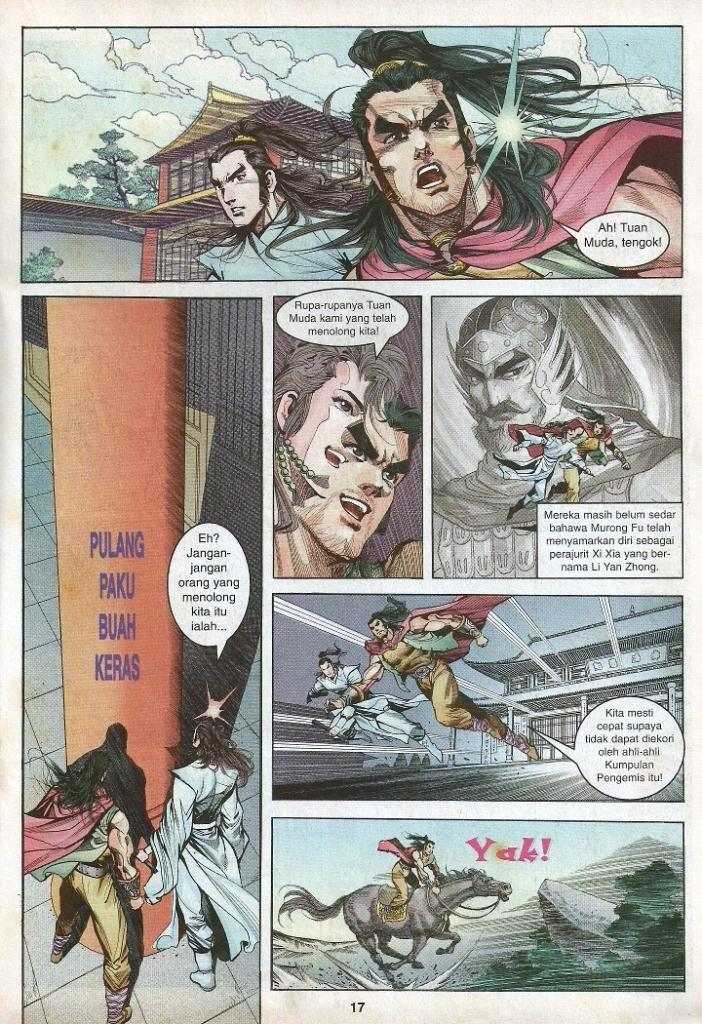 Ah! Tuan
Muda, tengok!
PULANG
PAKU
BUAH
KERAS
Eh?
Jangan-
jangan
orang yang
menolong
kita itu
ialah...
Rupa-rupanya Tuan
Muda kami yang telah
menolong kita!
Mereka masih belum sedar
bahawa Murong Fu telah
menyamarkan diri sebagai
perajurit Xi Xia yang ber-
nama Li Yan Zhong.
Kita mesti
cepat supaya
tidak dapat diekori
oleh ahli-ahli
Kumpulan
Pengemis itu!
Yak!
17